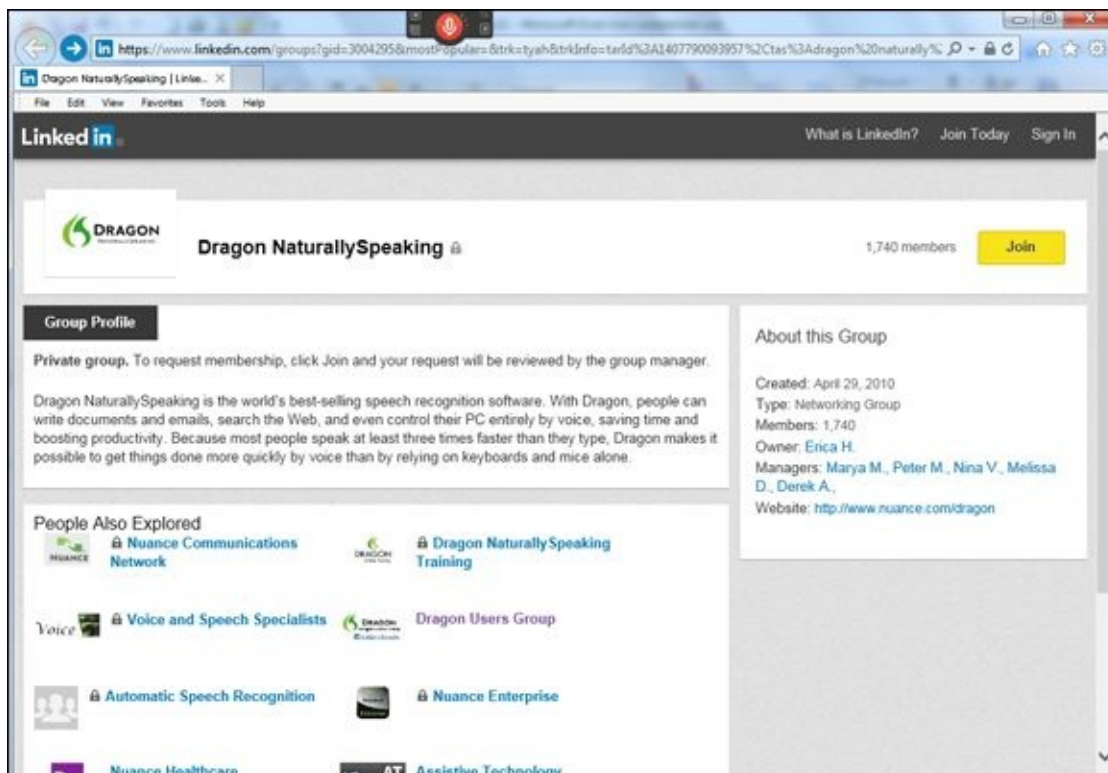 https://www.linkedin.com/groups?gid=3004295&mostPopular=&trk=tyah&trkInfo=tarId%3A1407790093957%2Ctas%3Adragon%20naturally%
Dragon NaturallySpeaking | Linke...
File Edit View Favorites Tools Help
Linked in
What is LinkedIn? Join Today Sign In
DRAGON
Dragon NaturallySpeaking
1,740 members
Join
Group Profile
Private group. To request membership, click Join and your request will be reviewed by the group manager.
Dragon NaturallySpeaking is the world's best-selling speech recognition software. With Dragon, people can
write documents and emails, search the Web, and even control their PC entirely by voice, saving time and
boosting productivity. Because most people speak at least three times faster than they type, Dragon makes it
possible to get things done more quickly by voice than by relying on keyboards and mice alone.
About this Group
Created: April 29, 2010
Type: Networking Group
Members: 1,740
Owner: Erica H.
Managers: Marya M., Peter M., Nina V., Melissa
D., Derek A.,
Website: http://www.nuance.com/dragon
People Also Explored
NUANCE
Nuance Communications
Network
DRAGON
Dragon NaturallySpeaking
Training
Voice
Voice and Speech Specialists
DRAGON
Dragon Users Group
Automatic Speech Recognition
Nuance Enterprise
Nuance Healthcare
AT
Assistive Technology